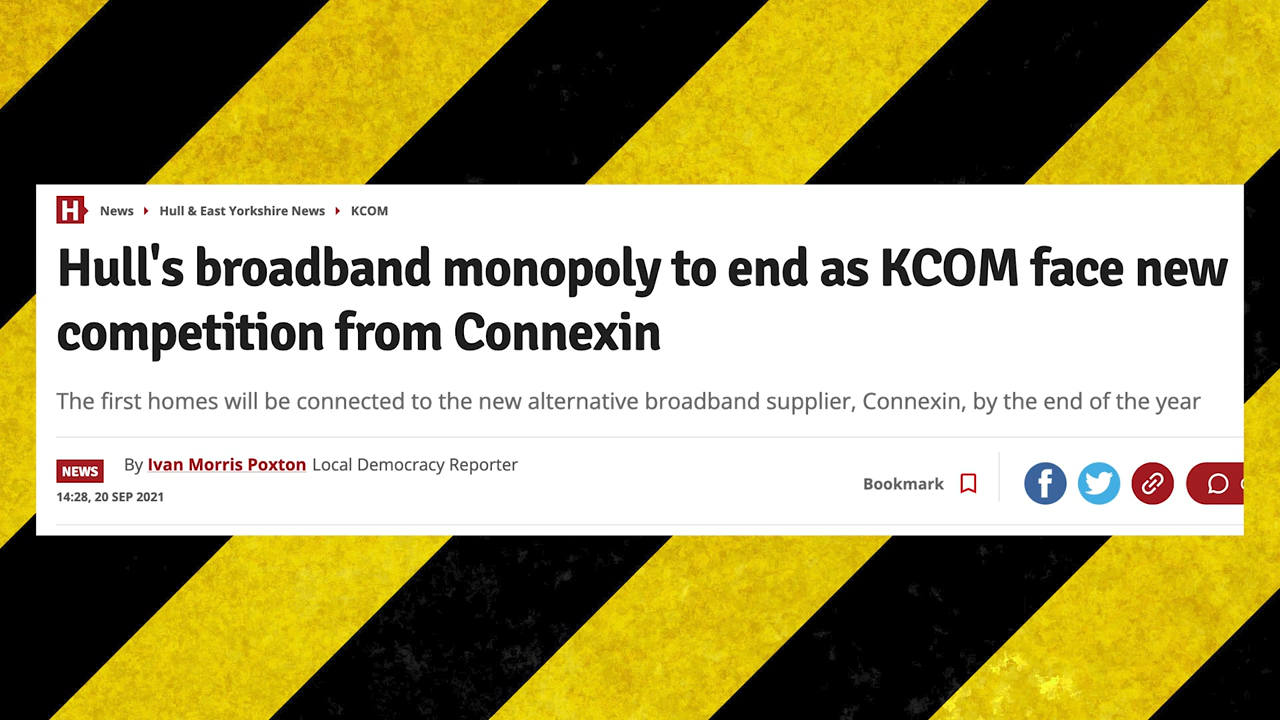 H News Hull & East Yorkshire News KCOM
Hull's broadband monopoly to end as KCOM face new
competition from Connexin
The first homes will be connected to the new alternative broadband supplier, Connexin, by the end of the year
NEWS By Ivan Morris Poxton Local Democracy Reporter
14:28, 20 SEP 2021
Bookmark